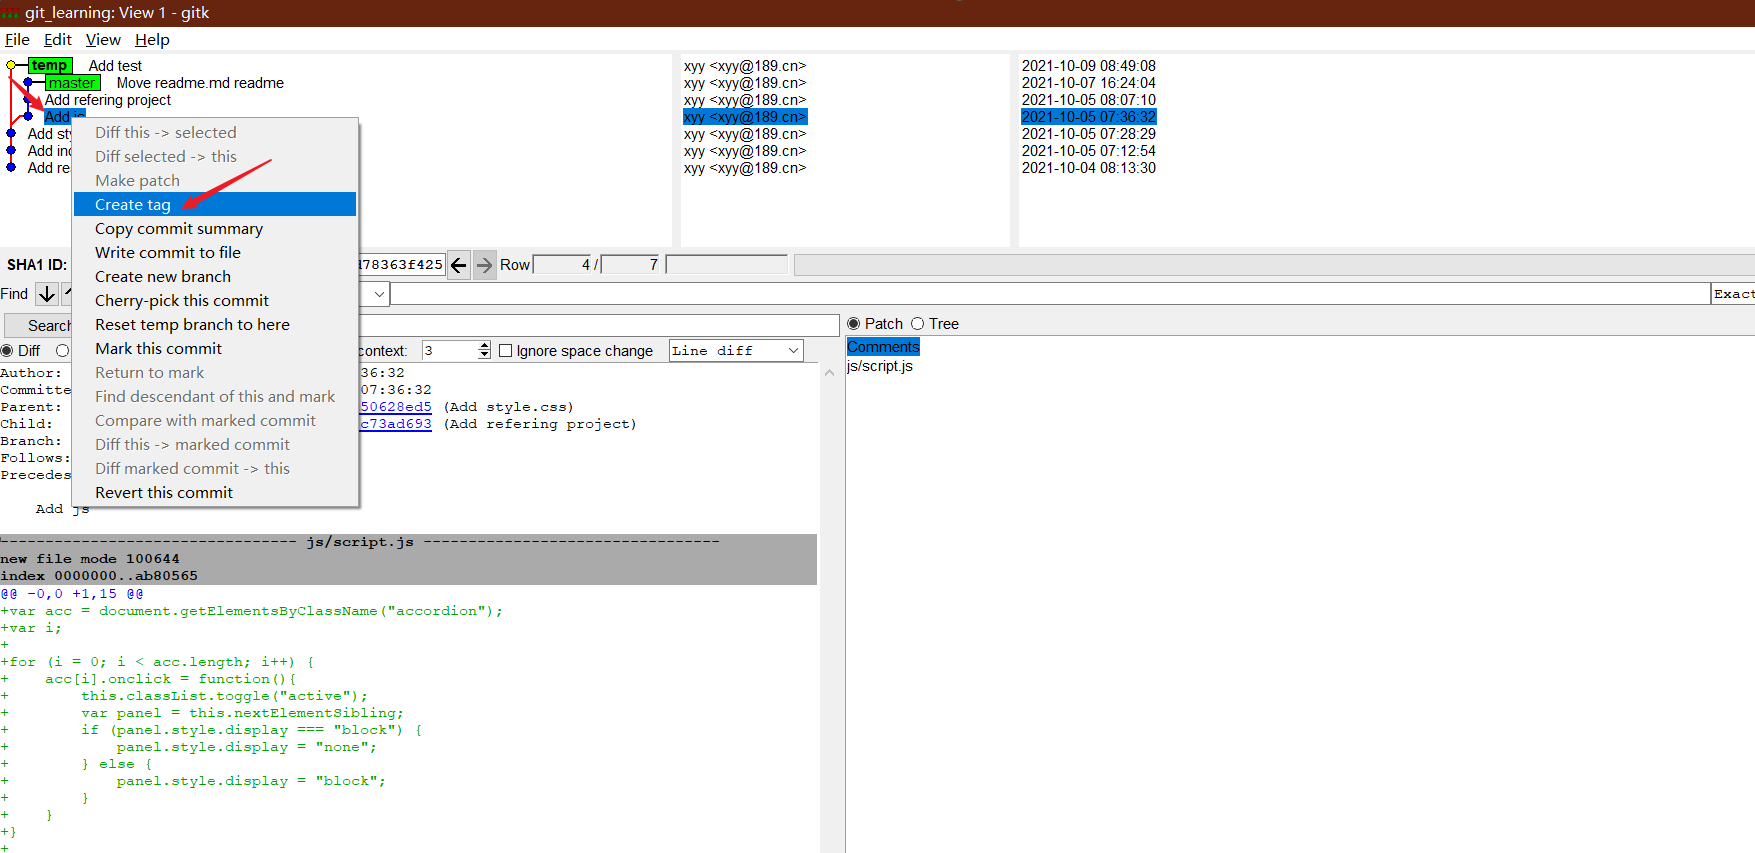 git_learning: View 1 - gitk
File Edit View Help
temp Add test xyy <xyy@189.cn> 2021-10-09 08:49:08
master Move readme.md readme xyy <xyy@189.cn> 2021-10-07 16:24:04
Add refering project xyy <xyy@189.cn> 2021-10-05 08:07:10
Add js xyy <xyy@189.cn> 2021-10-05 07:36:32
Add sty xyy <xyy@189.cn> 2021-10-05 07:28:29
Add in xyy <xyy@189.cn> 2021-10-05 07:12:54
Add re xyy <xyy@189.cn> 2021-10-04 08:13:30
Diff this -> selected
Diff selected -> this
Make patch
Create tag
Copy commit summary
Write commit to file
Create new branch
Cherry-pick this commit
Reset temp branch to here
Mark this commit
Return to mark
Find descendant of this and mark
Compare with marked commit
Diff this -> marked commit
Diff marked commit -> this
Revert this commit
SHA1 ID: d78363f425 Row 4 / 7
Find Exact
Search
Patch Tree
Diff context: 3 Ignore space change Line diff
Comments
js/script.js
Author: 36:32
Committe 07:36:32
Parent: 50628ed5 (Add style.css)
Child: c73ad693 (Add refering project)
Branch:
Follows:
Precedes
Add js
--------------------------------- js/script.js ---------------------------------
new file mode 100644
index 0000000..ab80565
@@ -0,0 +1,15 @@
+var acc = document.getElementsByClassName("accordion");
+var i;
+
+for (i = 0; i < acc.length; i++) {
+    acc[i].onclick = function(){
+        this.classList.toggle("active");
+        var panel = this.nextElementSibling;
+        if (panel.style.display === "block") {
+            panel.style.display = "none";
+        } else {
+            panel.style.display = "block";
+        }
+    }
+}
+